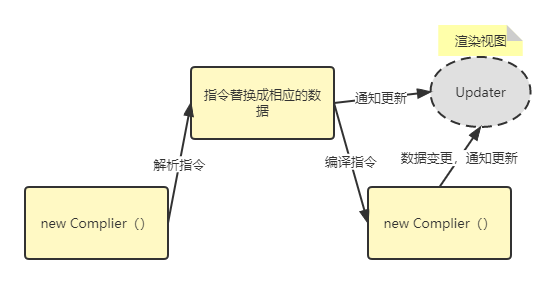 渲染视图
指令替换成相应的数
据
通知更新
Updater
解析指令
编译指令
数据变更，通知更新
new Complier（）
new Complier（）